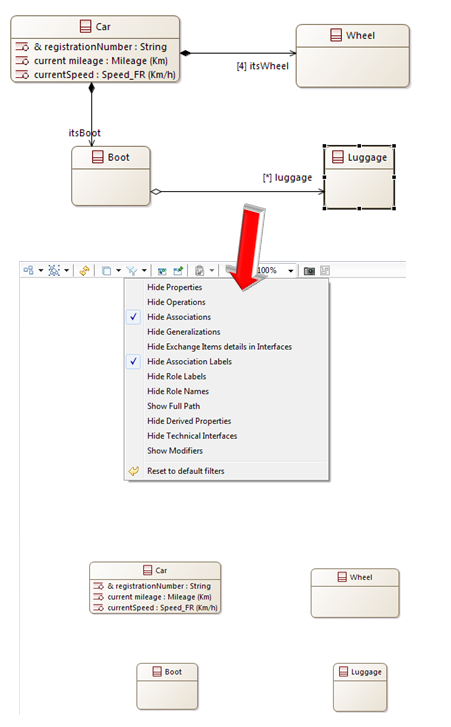 Car
& registrationNumber : String
current mileage : Mileage (Km)
currentSpeed : Speed_FR (Km/h)
Wheel
[4] itsWheel
itsBoot
Boot
Luggage
[*] luggage
100%
Hide Properties
Hide Operations
Hide Associations
Hide Generalizations
Hide Exchange Items details in Interfaces
Hide Association Labels
Hide Role Labels
Hide Role Names
Show Full Path
Hide Derived Properties
Hide Technical Interfaces
Show Modifiers
Reset to default filters
Car
& registrationNumber : String
current mileage : Mileage (Km)
currentSpeed : Speed_FR (Km/h)
Wheel
Boot
Luggage